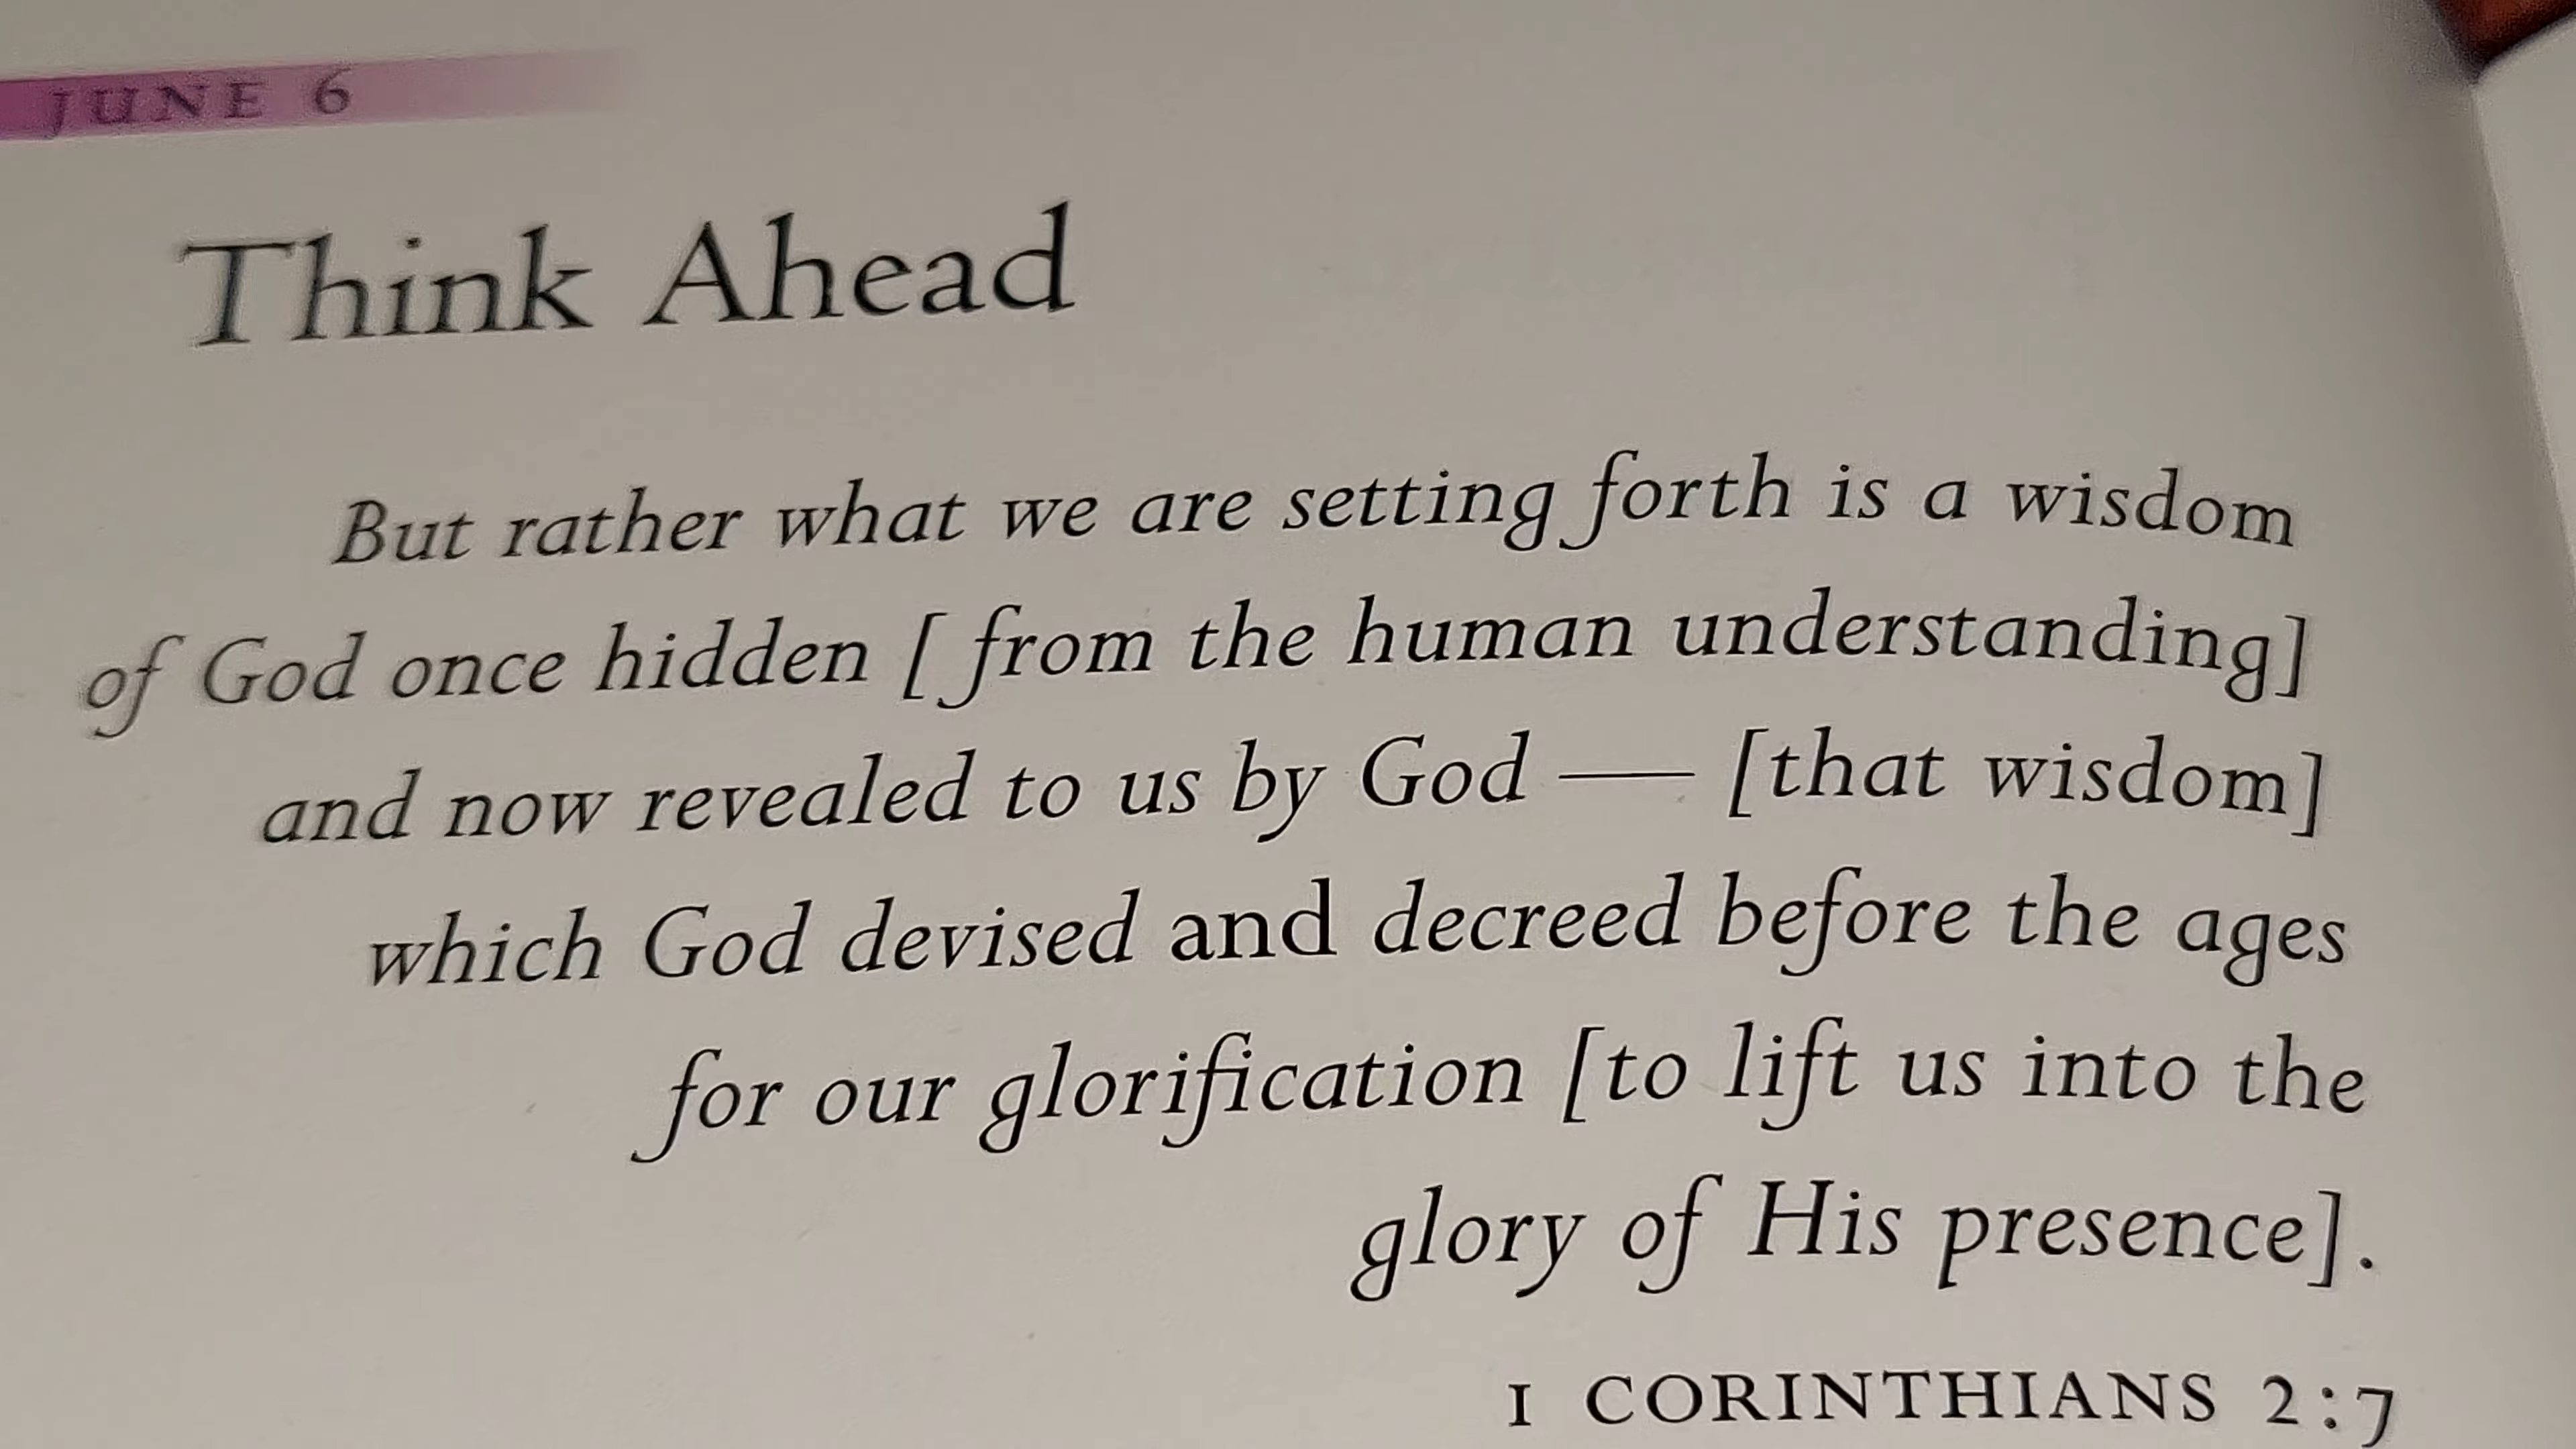 JUNE 6
Think Ahead
But rather what we are setting forth is a wisdom
of God once hidden [from the human understanding]
and now revealed to us by God — [that wisdom]
which God devised and decreed before the ages
for our glorification [to lift us into the
glory of His presence].
1 CORINTHIANS 2:7